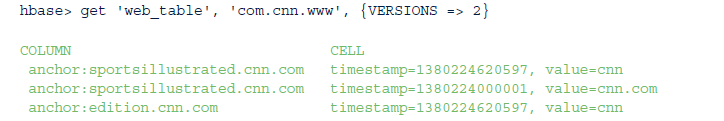 hbase> get 'web_table', 'com.cnn.www', {VERSIONS => 2}
COLUMN CELL
anchor:sportsillustrated.cnn.com timestamp=1380224620597, value=cnn
anchor:sportsillustrated.cnn.com timestamp=1380224000001, value=cnn.com
anchor:edition.cnn.com timestamp=1380224620597, value=cnn